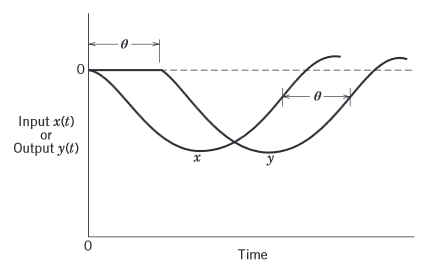 θ
0
θ
Input x(t)
or
Output y(t)
x
y
0
Time